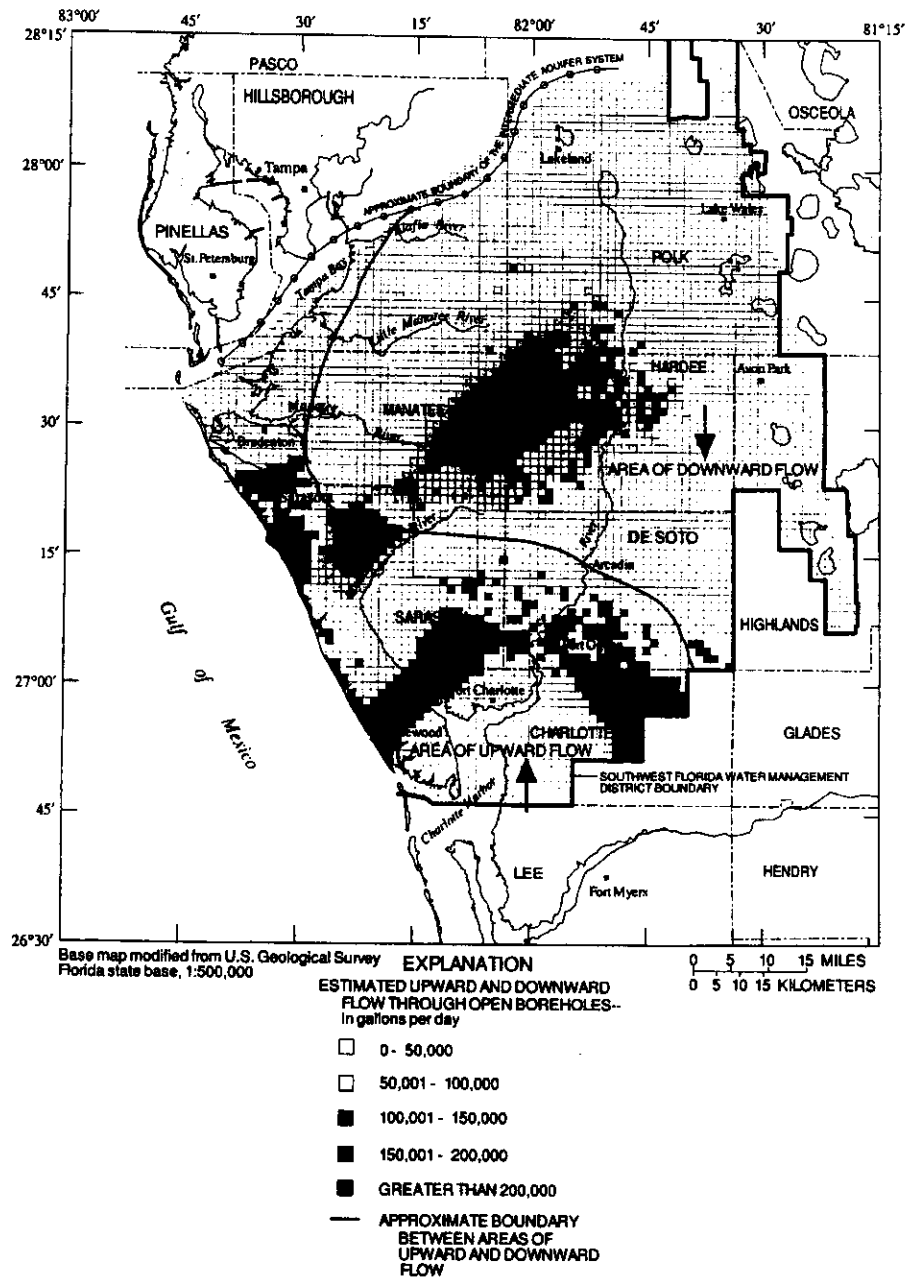 83°00′ 45′ 30′ 15′ 82°00′ 45′ 30′ 81°15′
28°15′
PASCO
HILLSBOROUGH
APPROXIMATE BOUNDARY OF THE INTERMEDIATE AQUIFER SYSTEM
OSCEOLA
28°00′
Tampa
Lakeland
PINELLAS
St. Petersburg
Tampa Bay
Alafia River
Lake Wales
POLK
45′
Little Manatee River
HARDEE
Avon Park
MANATEE
30′
Manatee
River
Bradenton
AREA OF DOWNWARD FLOW
Sarasota
River
DE SOTO
15′
River
Arcadia
Gulf
of
Mexico
HIGHLANDS
27°00′
Port Charlotte
GLADES
CHARLOTTE
AREA OF UPWARD FLOW
SOUTHWEST FLORIDA WATER MANAGEMENT
DISTRICT BOUNDARY
45′
Charlotte Harbor
LEE
HENDRY
Fort Myers
26°30′
Base map modified from U.S. Geological Survey
Florida state base, 1:500,000
0 5 10 15 MILES
0 5 10 15 KILOMETERS
EXPLANATION
ESTIMATED UPWARD AND DOWNWARD
FLOW THROUGH OPEN BOREHOLES--
In gallons per day
0 - 50,000
50,001 - 100,000
100,001 - 150,000
150,001 - 200,000
GREATER THAN 200,000
APPROXIMATE BOUNDARY
BETWEEN AREAS OF
UPWARD AND DOWNWARD
FLOW